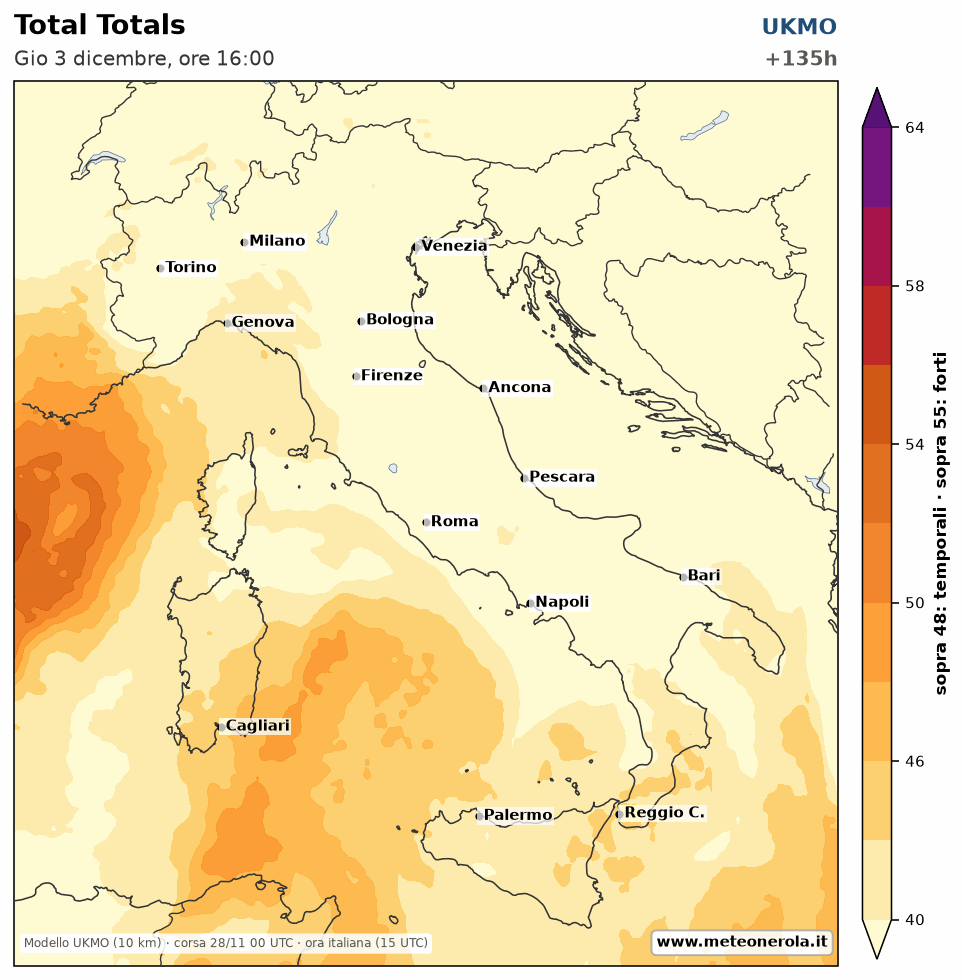 Total Totals
UKMO
Gio 3 dicembre, ore 16:00
+135h
64
Venezia
Milano
Torino
58
Bologna
Genova
Firenze
Ancona
54
Pescara
Roma
Bari
Napoli
50
sopra 48: temporali · sopra 55: forti
Cagliari
46
Reggio C.
Palermo
40
Modello UKMO (10 km) · corsa 28/11 00 UTC · ora italiana (15 UTC)
www.meteonerola.it